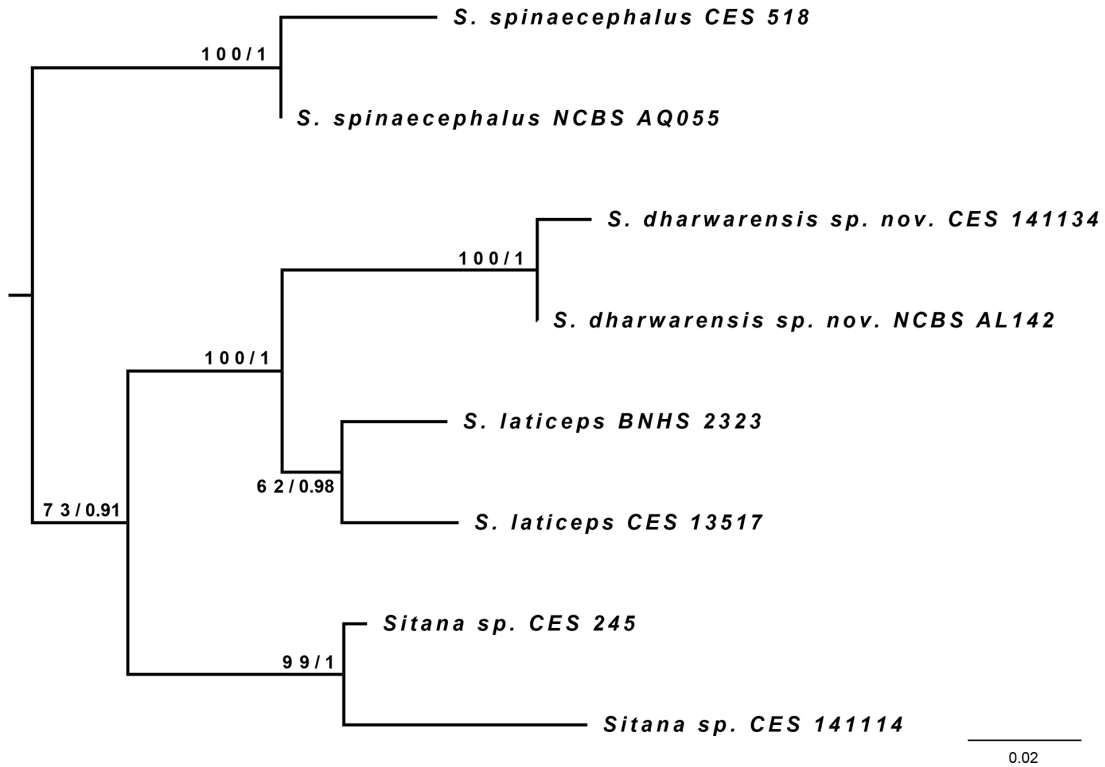 S. spinaecephalus CES 518
100/1
S. spinaecephalus NCBS AQ055
S. dharwarensis sp. nov. CES 141134
100/1
S. dharwarensis sp. nov. NCBS AL142
100/1
S. laticeps BNHS 2323
62/0.98
73/0.91
S. laticeps CES 13517
Sitana sp. CES 245
99/1
Sitana sp. CES 141114
0.02